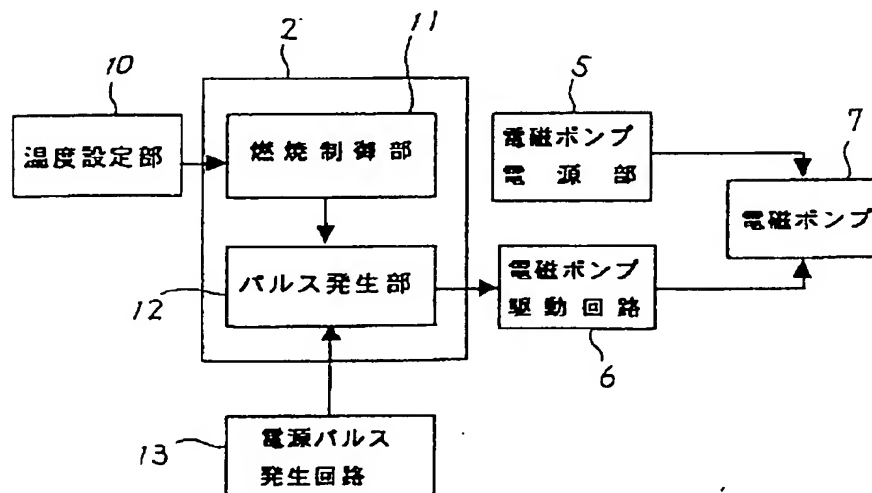 2
11
10
5
7
温度設定部
燃焼制御部
電磁ポンプ
電源部
電磁ポンプ
パルス発生部
12
電磁ポンプ
駆動回路
6
13
電源パルス
発生回路